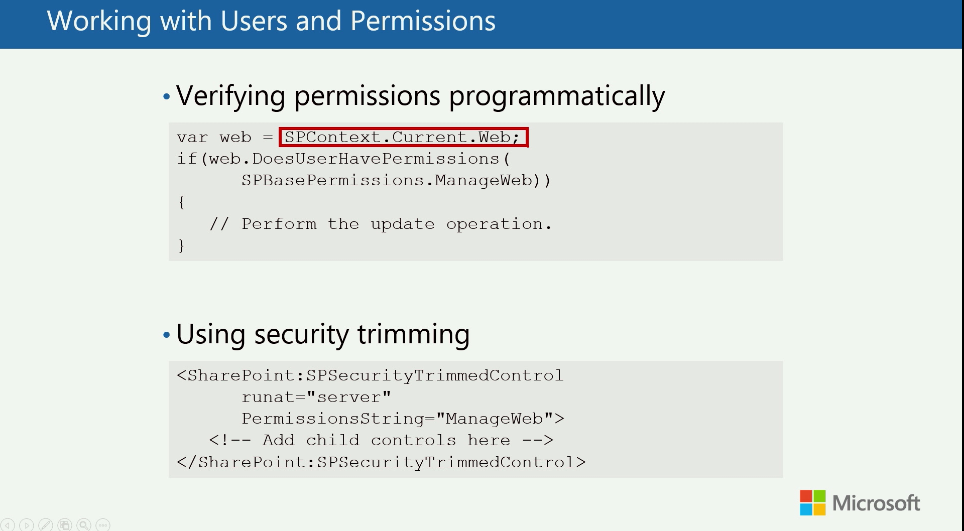 Working with Users and Permissions
• Verifying permissions programmatically
var web = SPContext.Current.Web;
if(web.DoesUserHavePermissions(
SPBasePermissions.ManageWeb))
{
// Perform the update operation.
}
• Using security trimming
<SharePoint:SPSecurityTrimmedControl
runat="server"
PermissionsString="ManageWeb">
<!-- Add child controls here -->
</SharePoint:SPSecurityTrimmedControl>
Microsoft